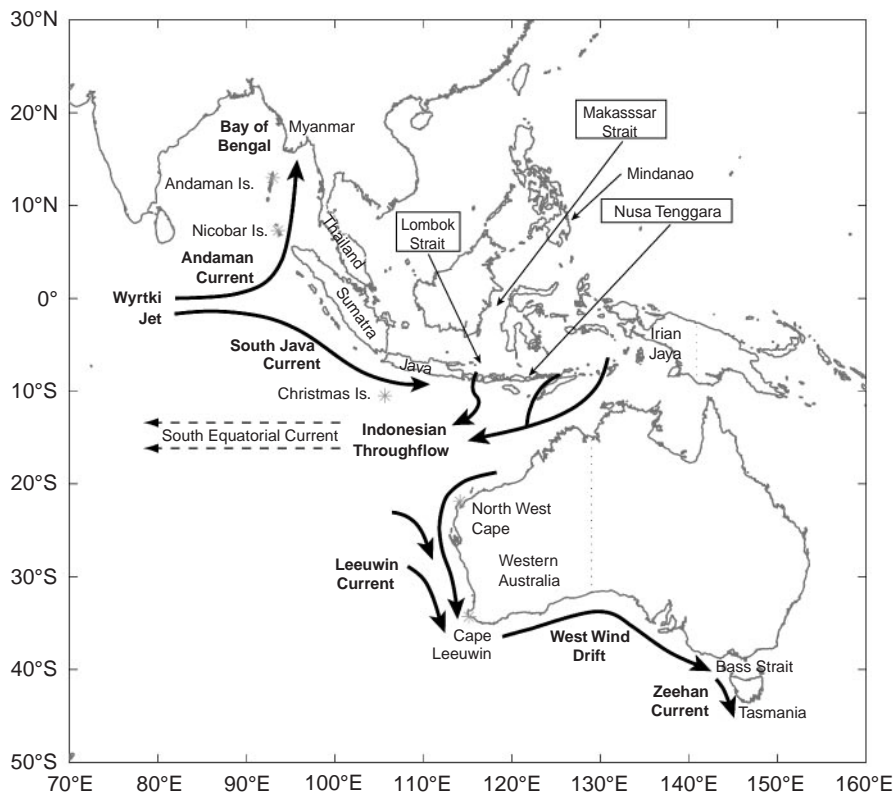 30°N
20°N
10°N
0°
10°S
20°S
30°S
40°S
50°S
70°E
80°E
90°E
100°E
110°E
120°E
130°E
140°E
150°E
160°E
Bay of
Bengal
Myanmar
Andaman Is.
Nicobar Is.
Andaman
Current
Wyrtki
Jet
Thailand
Sumatra
South Java
Current
Java
Christmas Is.
Lombok
Strait
Makasssar
Strait
Mindanao
Nusa Tenggara
Irian
Jaya
South Equatorial Current
Indonesian
Throughflow
North West
Cape
Western
Australia
Leeuwin
Current
Cape
Leeuwin
West Wind
Drift
Bass Strait
Zeehan
Current
Tasmania